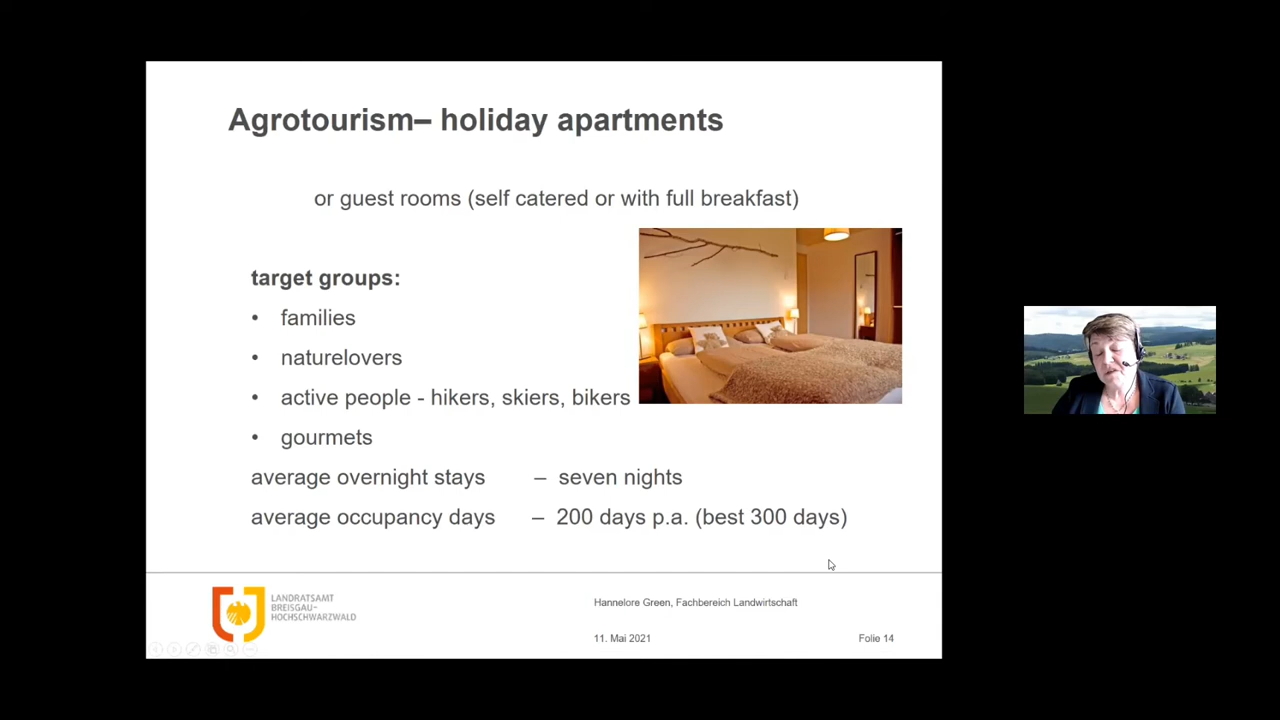 Agrotourism– holiday apartments
or guest rooms (self catered or with full breakfast)
target groups:
• families
• naturelovers
• active people - hikers, skiers, bikers
• gourmets
average overnight stays – seven nights
average occupancy days – 200 days p.a. (best 300 days)
LANDRATSAMT
BREISGAU-
HOCHSCHWARZWALD
Hannelore Green, Fachbereich Landwirtschaft
11. Mai 2021
Folie 14